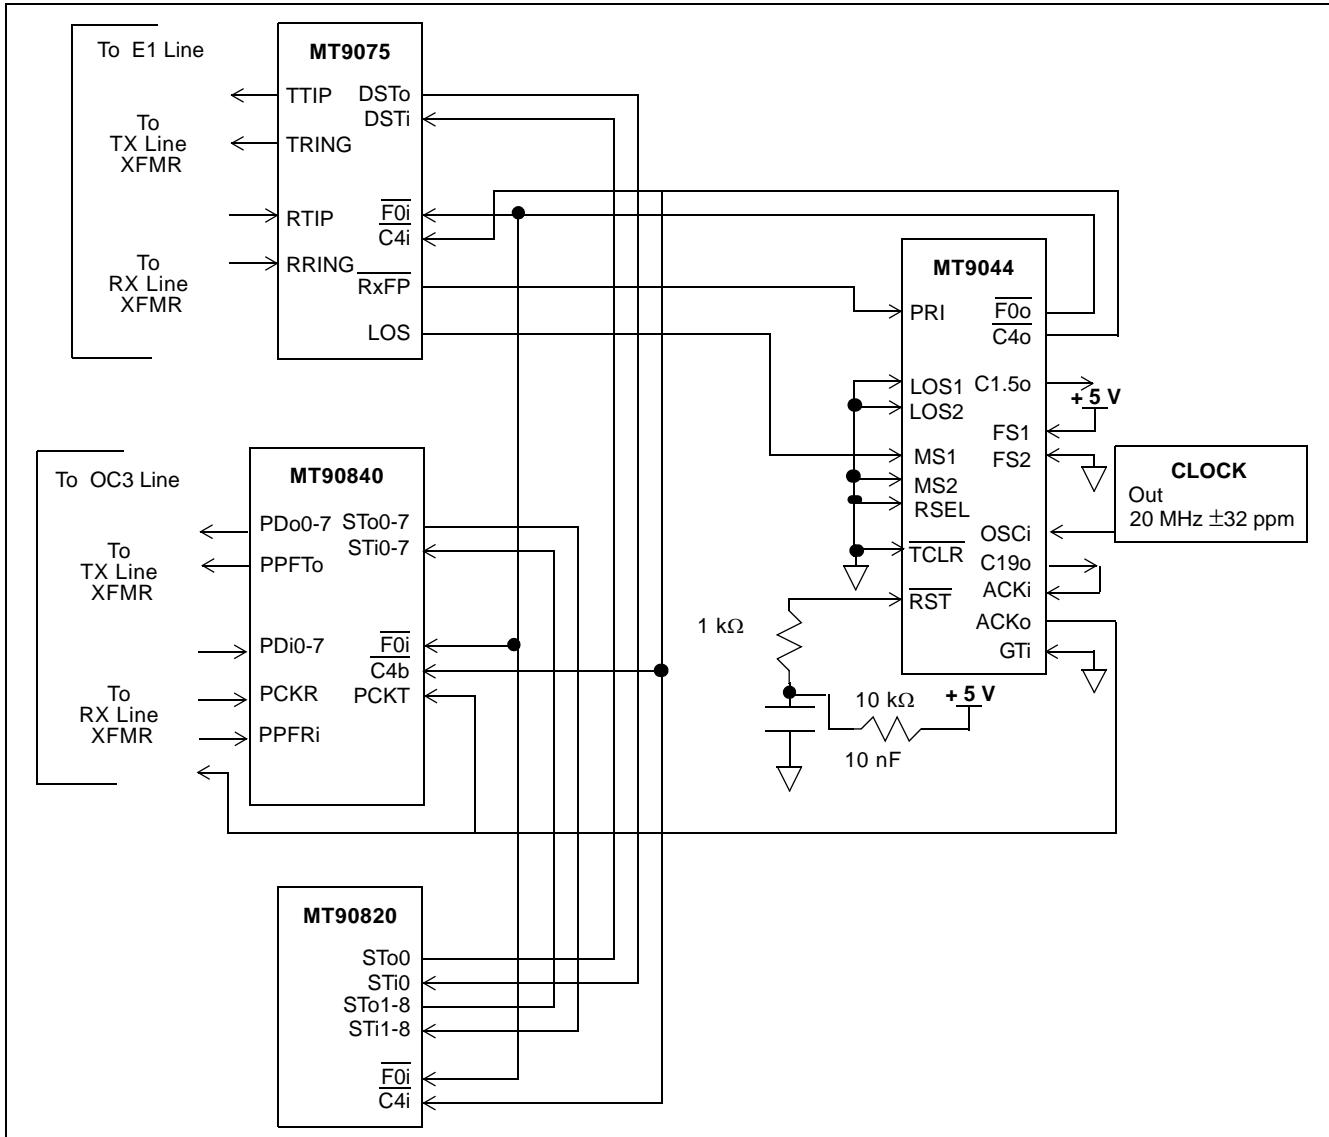 To E1 Line
To
TX Line
XFMR
To
RX Line
XFMR
MT9075
TTIP
TRING
RTIP
RRING
DSTo
DSTi
F0i
C4i
RxFP
LOS
MT9044
PRI
LOS1
LOS2
MS1
MS2
RSEL
TCLR
RST
F0o
C4o
C1.5o
FS1
FS2
OSCi
C19o
ACKi
ACKo
GTi
+ 5 V
CLOCK
Out
20 MHz ±32 ppm
1 kΩ
10 kΩ
+ 5 V
10 nF
To OC3 Line
To
TX Line
XFMR
To
RX Line
XFMR
MT90840
PDo0-7
PPFTo
PDi0-7
PCKR
PPFRi
STo0-7
STi0-7
F0i
C4b
PCKT
MT90820
STo0
STi0
STo1-8
STi1-8
F0i
C4i